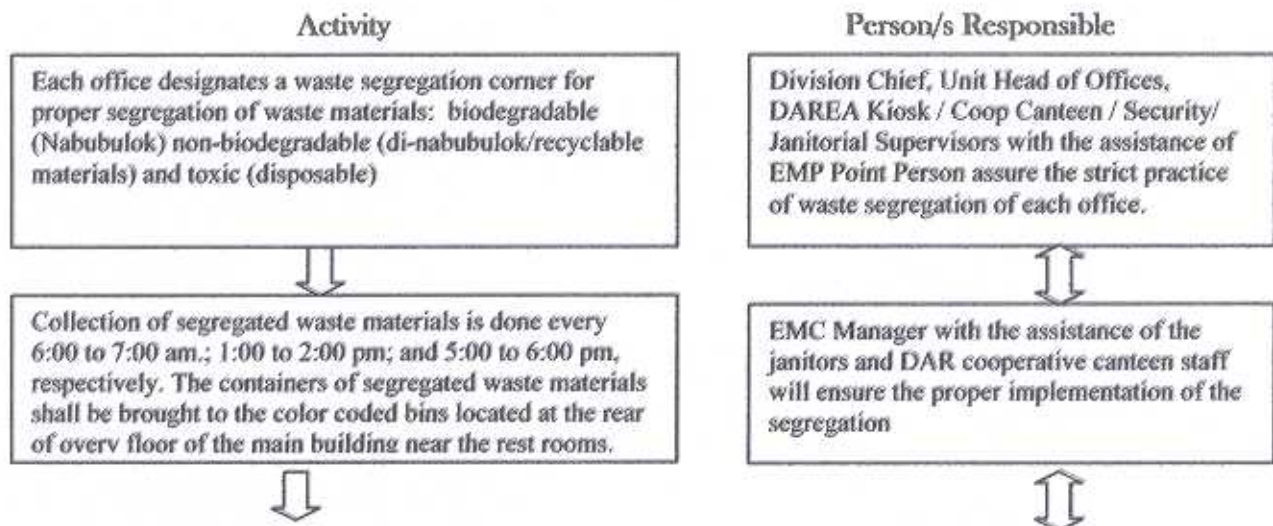 Activity
Each office designates a waste segregation corner for
proper segregation of waste materials: biodegradable
(Nabubulok) non-biodegradable (di-nabubulok/recyclable
materials) and toxic (disposable)
Collection of segregated waste materials is done every
6:00 to 7:00 am.; 1:00 to 2:00 pm; and 5:00 to 6:00 pm,
respectively. The containers of segregated waste materials
shall be brought to the color coded bins located at the rear
of overy floor of the main building near the rest rooms.
Person/s Responsible
Division Chief, Unit Head of Offices,
DAREA Kiosk / Coop Canteen / Security/
Janitorial Supervisors with the assistance of
EMP Point Person assure the strict practice
of waste segregation of each office.
EMC Manager with the assistance of the
janitors and DAR cooperative canteen staff
will ensure the proper implementation of the
segregation